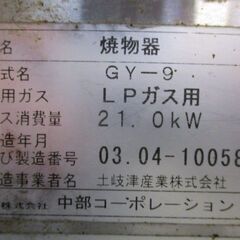 名 焼物器
式名 GY-9
用ガス LPガス用
ス消費量 21.0kW
造年月
び製造番号 03.04-10058
造事業者名 土岐津産業株式会社
株式 中部コーポレーション